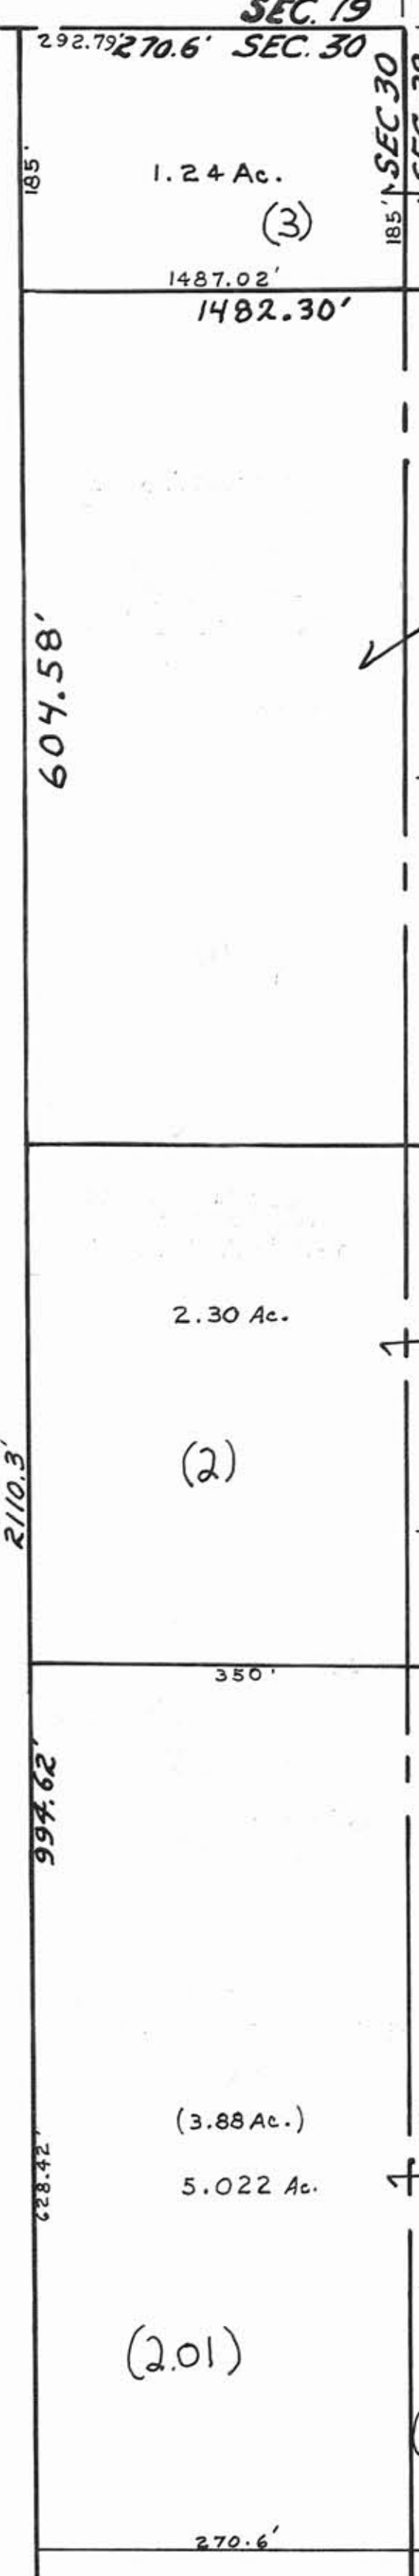 SEC. 19
292.79' 270.6' SEC. 30
SEC 30
185'
1.24 Ac.
185'
(3)
1487.02'
1482.30'
604.58'
2.30 Ac.
(2)
2110.3'
350'
994.62'
(3.88 Ac.)
628.42'
5.022 Ac.
(2.01)
270.6'